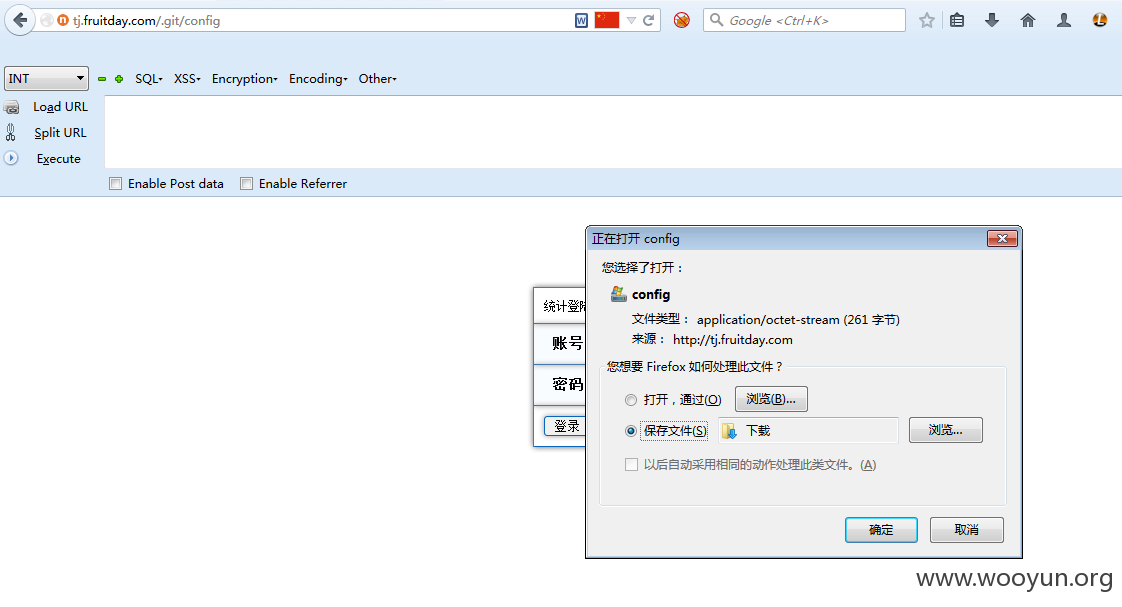 tj.fruitday.com/.git/config
W
Google <Ctrl+K>
INT
SQL
XSS
Encryption
Encoding
Other
Load URL
Split URL
Execute
Enable Post data
Enable Referrer
正在打开 config
您选择了打开：
config
文件类型： application/octet-stream (261 字节)
来源： http://tj.fruitday.com
您想要 Firefox 如何处理此文件？
打开，通过(O)
浏览(B)...
保存文件(S)
下载
浏览...
以后自动采用相同的动作处理此类文件。(A)
确定
取消
统计登陆
账号
密码
登录
www.wooyun.org